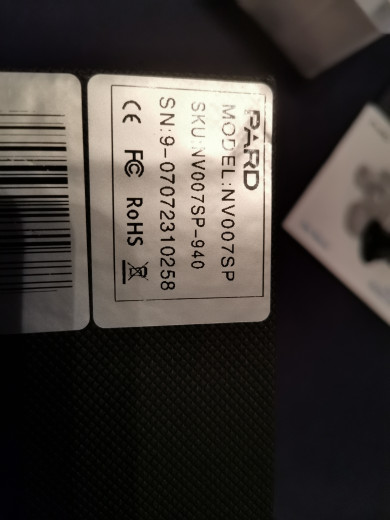 PARD
MODEL:NV007SP
SKU:NV007SP-940
SN:9-07072310258
CE FC RoHS